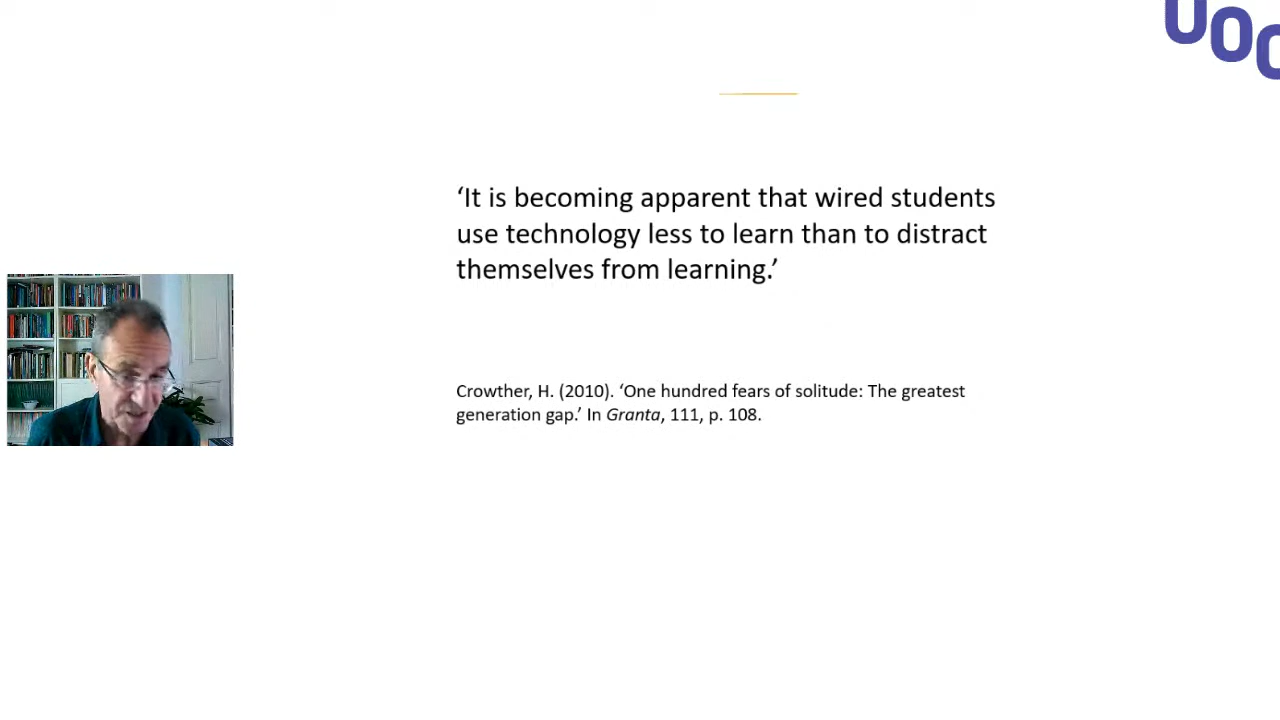 UOC
‘It is becoming apparent that wired students
use technology less to learn than to distract
themselves from learning.’
Crowther, H. (2010). ‘One hundred fears of solitude: The greatest
generation gap.’ In Granta, 111, p. 108.